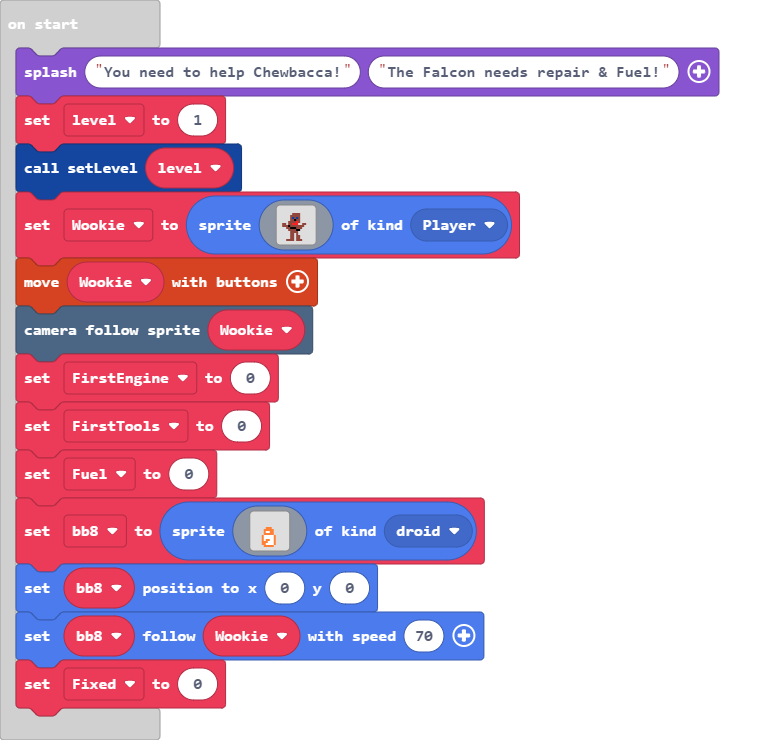 on start
splash "You need to help Chewbacca!" "The Falcon needs repair & Fuel!"
set level to 1
call setLevel level
set Wookie to sprite of kind Player
move Wookie with buttons
camera follow sprite Wookie
set FirstEngine to 0
set FirstTools to 0
set Fuel to 0
set bb8 to sprite of kind droid
set bb8 position to x 0 y 0
set bb8 follow Wookie with speed 70
set Fixed to 0